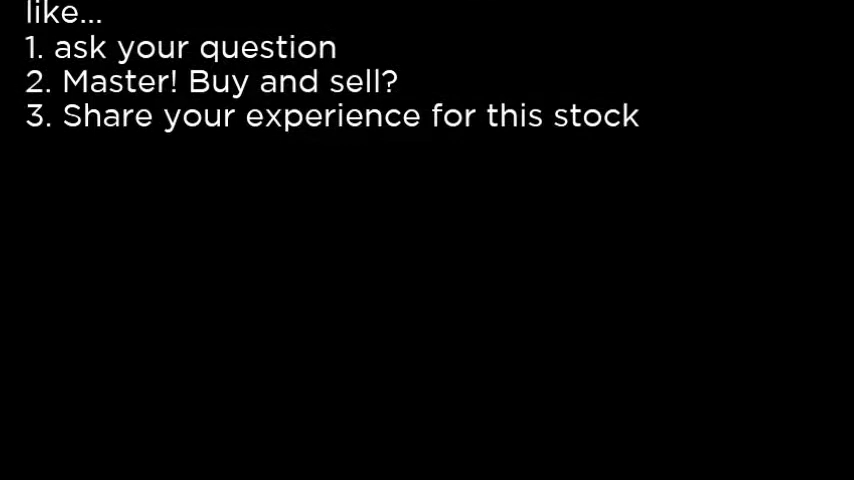 like...
1. ask your question
2. Master! Buy and sell?
3. Share your experience for this stock